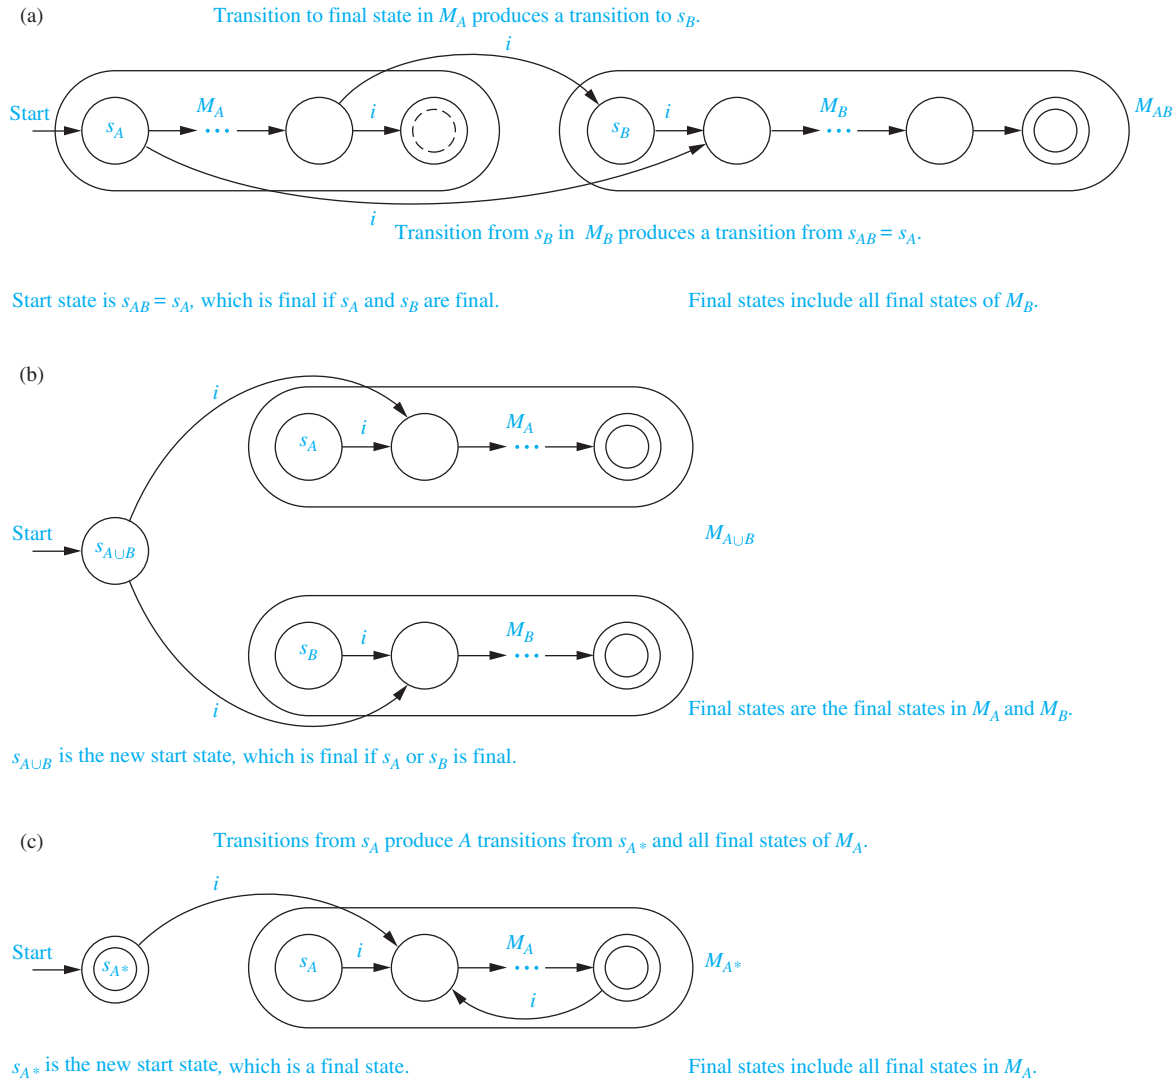 (a)
Transition to final state in M_A produces a transition to s_B.
i
Start
s_A
M_A
...
i
s_B
i
M_B
...
M_AB
i
Transition from s_B in M_B produces a transition from s_AB = s_A.
Start state is s_AB = s_A, which is final if s_A and s_B are final.
Final states include all final states of M_B.
(b)
i
s_A
i
M_A
...
Start
s_A∪B
M_A∪B
s_B
i
M_B
...
i
Final states are the final states in M_A and M_B.
s_A∪B is the new start state, which is final if s_A or s_B is final.
(c)
Transitions from s_A produce A transitions from s_A* and all final states of M_A.
i
Start
s_A*
s_A
i
M_A
...
i
M_A*
s_A* is the new start state, which is a final state.
Final states include all final states in M_A.